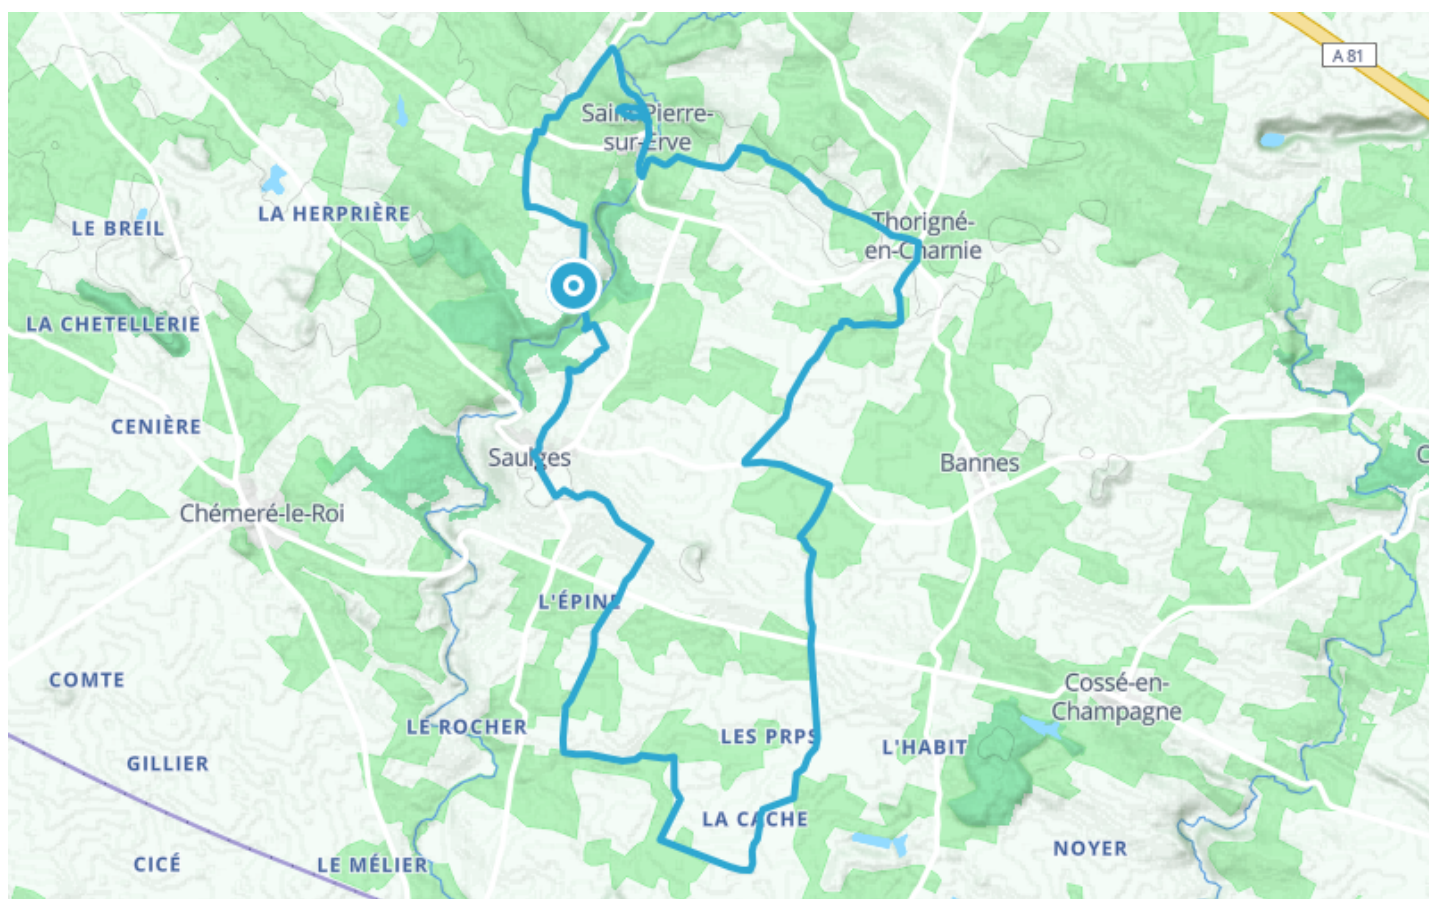 A 81
Saint-Pierre-
sur-Erve
LA HERPRIÈRE
LE BREIL
Thorigné-
en-Charnie
LA CHETELLERIE
CENIÈRE
Saulges
Bannes
C
Chémeré-le-Roi
L'ÉPINE
COMTE
Cossé-en-
Champagne
LE ROCHER
LES PRPS
L'HABIT
GILLIER
LA CACHE
NOYER
CICÉ
LE MÉLIER